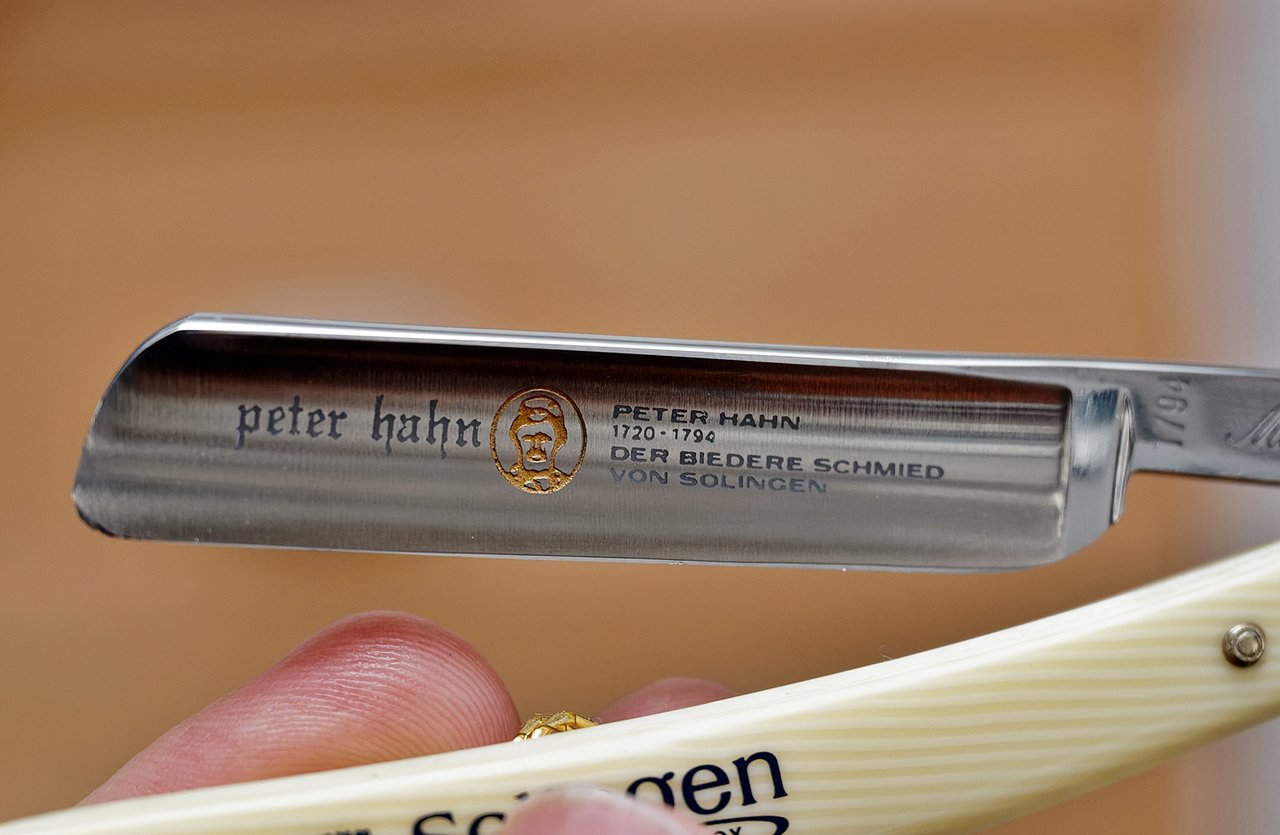 peter hahn
PETER HAHN
1720 - 1794
DER BIEDERE SCHMIED
VON SOLINGEN
1794